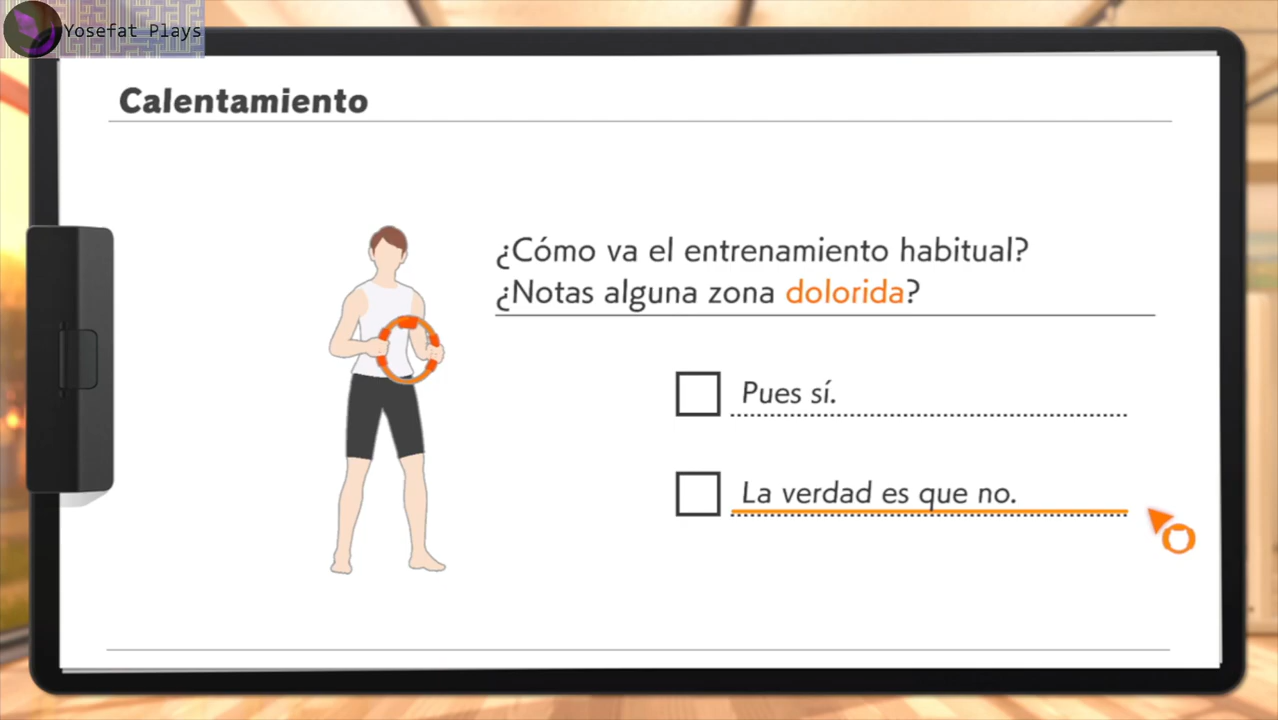 Yosefat Plays
Calentamiento
¿Cómo va el entrenamiento habitual?
¿Notas alguna zona dolorida?
Pues sí.
La verdad es que no.